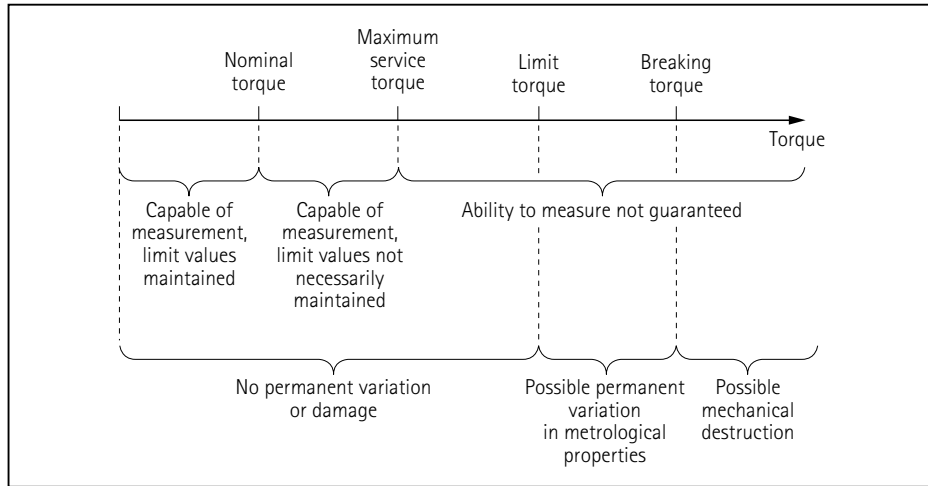 Nominal
torque
Maximum
service
torque
Limit
torque
Breaking
torque
Torque
Capable of
measurement,
limit values
maintained
Capable of
measurement,
limit values not
necessarily
maintained
Ability to measure not guaranteed
No permanent variation
or damage
Possible permanent
variation
in metrological
properties
Possible
mechanical
destruction